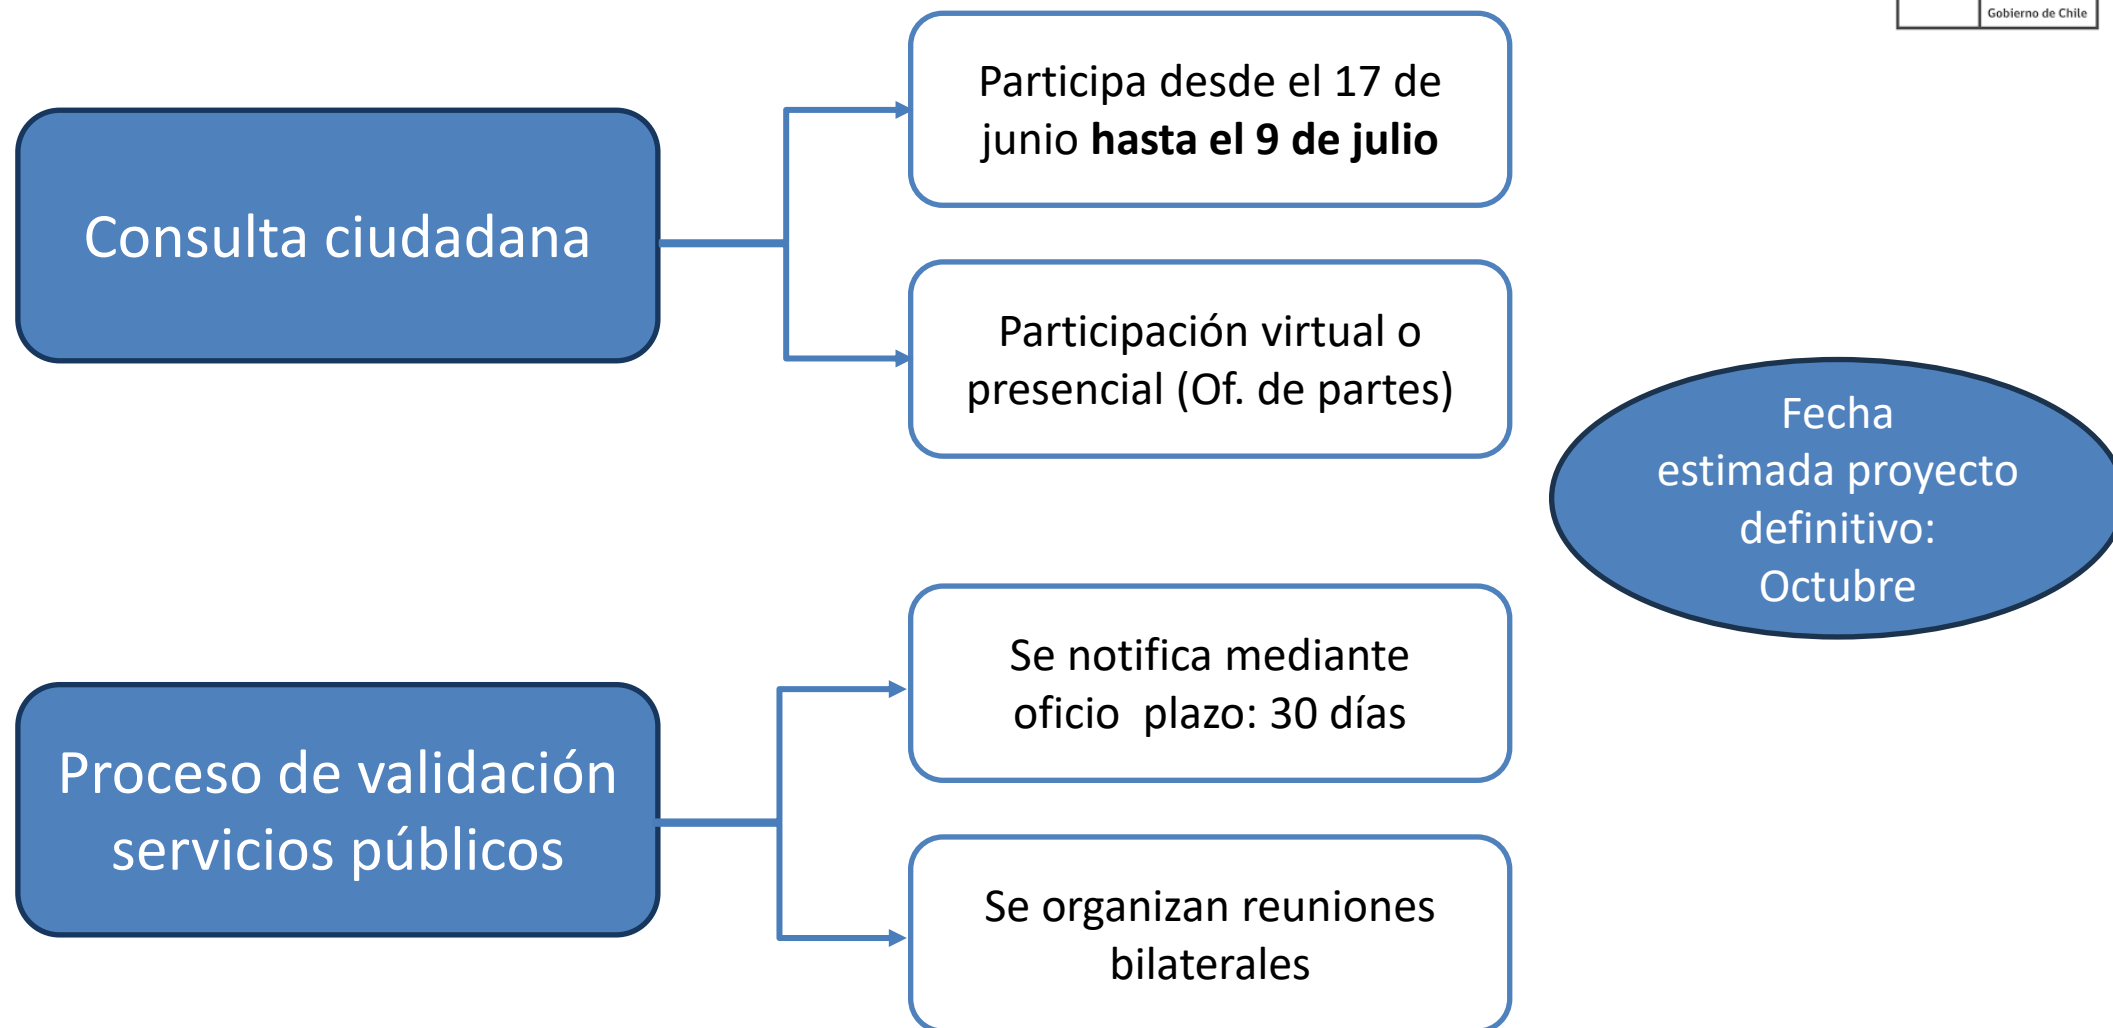 Gobierno de Chile
Consulta ciudadana
Participa desde el 17 de
junio hasta el 9 de julio
Participación virtual o
presencial (Of. de partes)
Fecha
estimada proyecto
definitivo:
Octubre
Proceso de validación
servicios públicos
Se notifica mediante
oficio  plazo: 30 días
Se organizan reuniones
bilaterales